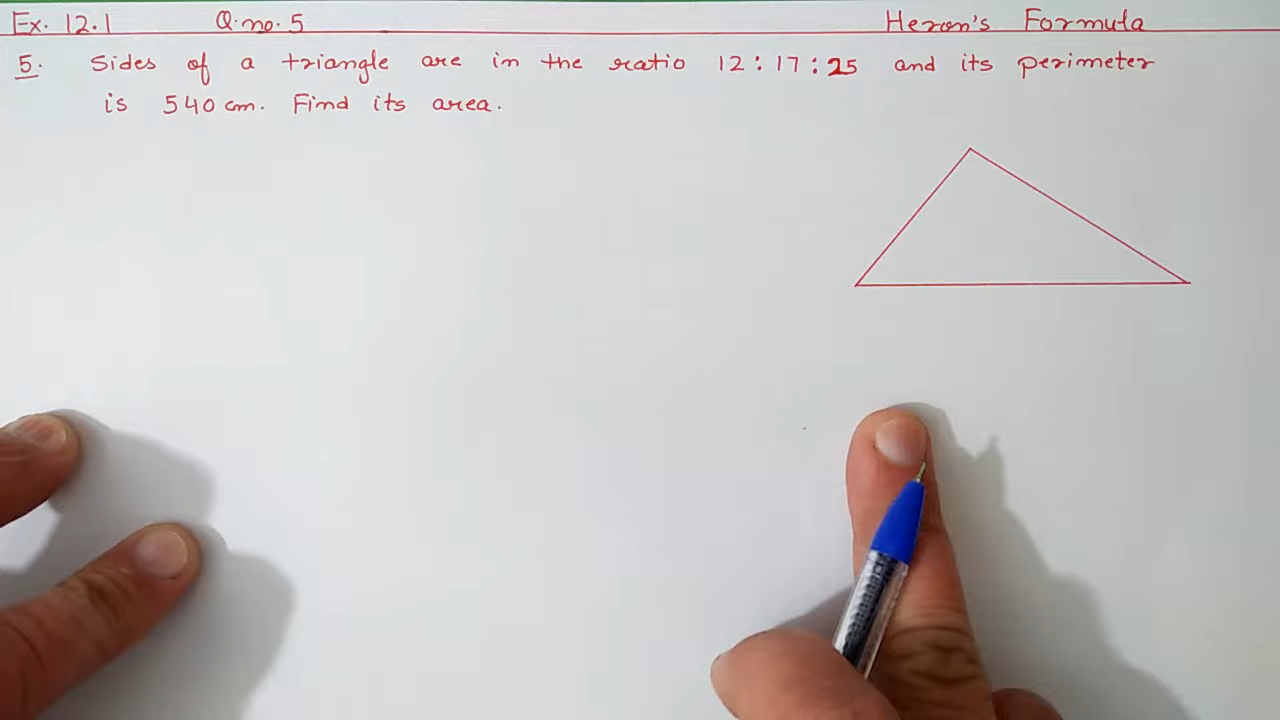 Ex. 12.1 Q.no.5 Heron's Formula
5. Sides of a triangle are in the ratio 12:17:25 and its perimeter
is 540 cm. Find its area.